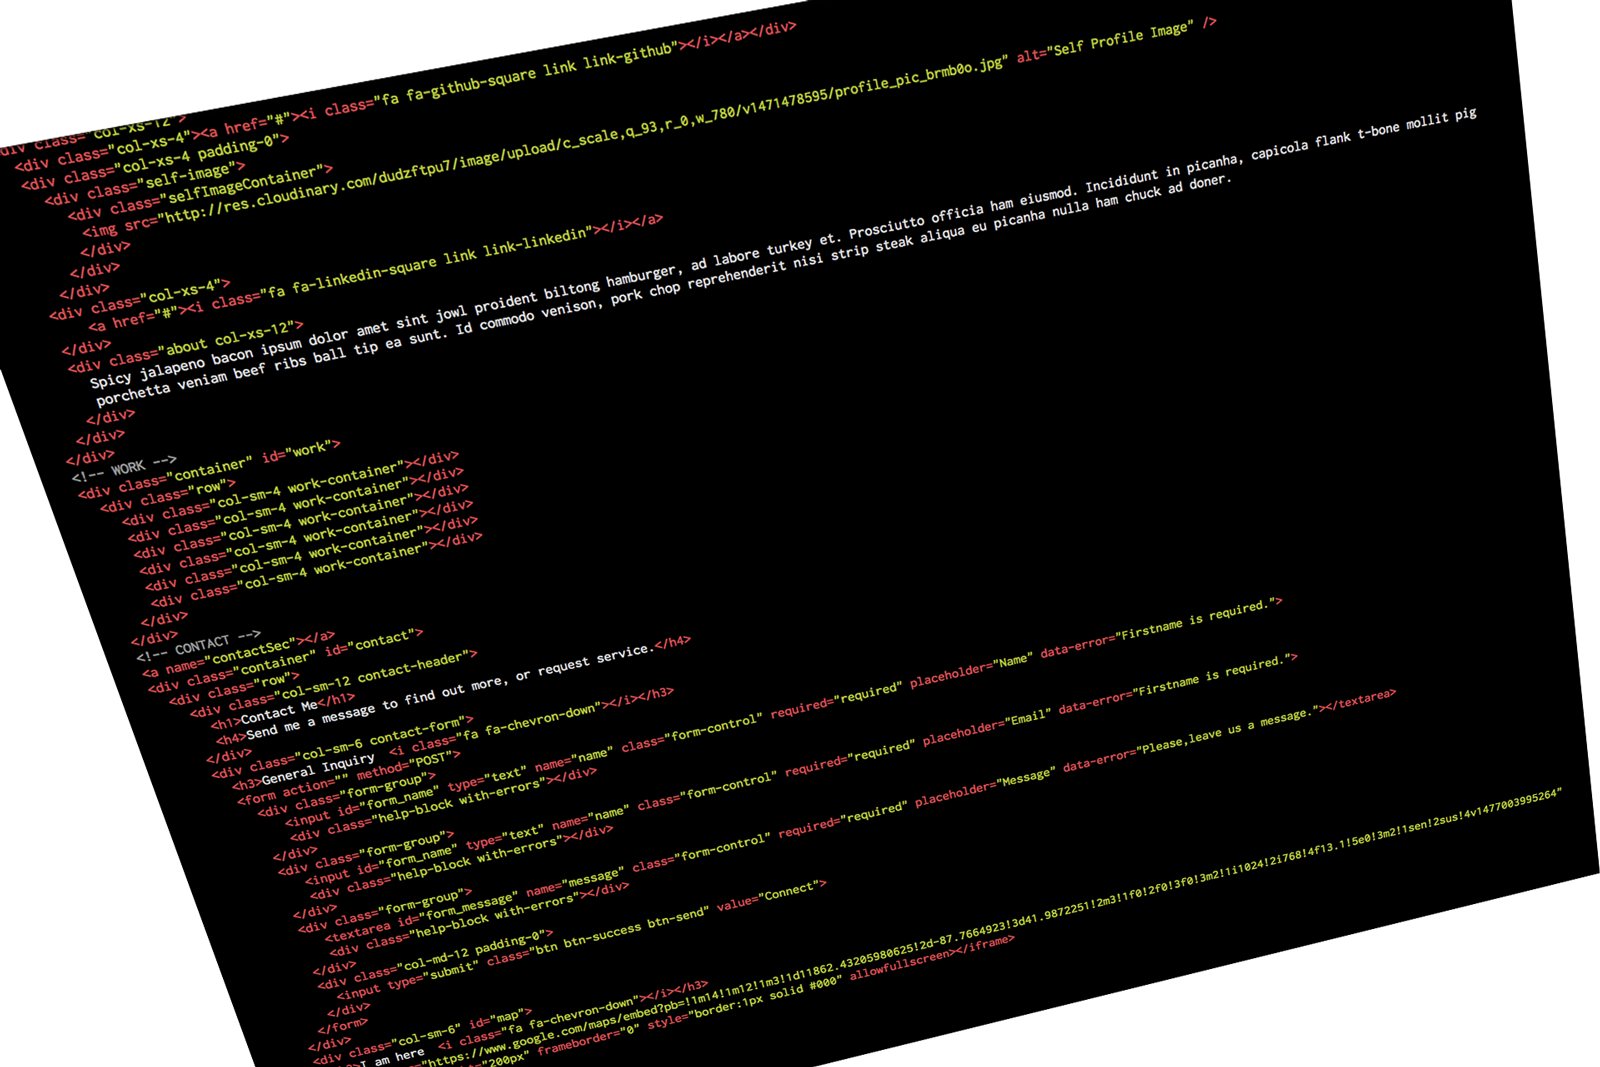 <div class="col-xs-12">
<div class="col-xs-4"><a href="#"><i class="fa fa-github-square link link-github"></i></a></div>
<div class="col-xs-4 padding-0">
<div class="self-image">
<div class="selfImageContainer">
<img src="http://res.cloudinary.com/dudzftpu7/image/upload/c_scale,q_93,r_0,w_780/v1471478595/profile_pic_brmb0o.jpg" alt="Self Profile Image" />
</div>
</div>
</div>
<div class="col-xs-4">
<a href="#"><i class="fa fa-linkedin-square link link-linkedin"></i></a>
</div>
<div class="about col-xs-12">
Spicy jalapeno bacon ipsum dolor amet sint jowl proident biltong hamburger, ad labore turkey et. Prosciutto officia ham eiusmod. Incididunt in picanha, capicola flank t-bone mollit pig
porchetta veniam beef ribs ball tip ea sunt. Id commodo venison, pork chop reprehenderit nisi strip steak aliqua eu picanha nulla ham chuck ad doner.
</div>
</div>
</div>
<!-- WORK -->
<div class="container" id="work">
<div class="row">
<div class="col-sm-4 work-container"></div>
<div class="col-sm-4 work-container"></div>
<div class="col-sm-4 work-container"></div>
<div class="col-sm-4 work-container"></div>
<div class="col-sm-4 work-container"></div>
<div class="col-sm-4 work-container"></div>
</div>
</div>
<!-- CONTACT -->
<a name="contactSec"></a>
<div class="container" id="contact">
<div class="row">
<div class="col-sm-12 contact-header">
<h1>Contact Me</h1>
<h4>Send me a message to find out more, or request service.</h4>
</div>
<div class="col-sm-6 contact-form">
<h3>General Inquiry <i class="fa fa-chevron-down"></i></h3>
<form action="" method="POST">
<div class="form-group">
<input id="form_name" type="text" name="name" class="form-control" required="required" placeholder="Name" data-error="Firstname is required.">
<div class="help-block with-errors"></div>
</div>
<div class="form-group">
<input id="form_name" type="text" name="name" class="form-control" required="required" placeholder="Email" data-error="Firstname is required.">
<div class="help-block with-errors"></div>
</div>
<div class="form-group">
<textarea id="form_message" name="message" class="form-control" required="required" placeholder="Message" data-error="Please,leave us a message."></textarea>
<div class="help-block with-errors"></div>
</div>
<div class="col-md-12 padding-0">
<input type="submit" class="btn btn-success btn-send" value="Connect">
</div>
</form>
</div>
<div class="col-sm-6" id="map">
I am here <i class="fa fa-chevron-down"></i></h3>
"https://www.google.com/maps/embed?pb=!1m14!1m12!1m3!1d11862.43205980625!2d-87.7664923!3d41.9872251!2m3!1f0!2f0!3f0!3m2!1i1024!2i768!4f13.1!5e0!3m2!1sen!2sus!4v1477003995264"
"200px" frameborder="0" style="border:1px solid #000" allowfullscreen></iframe>